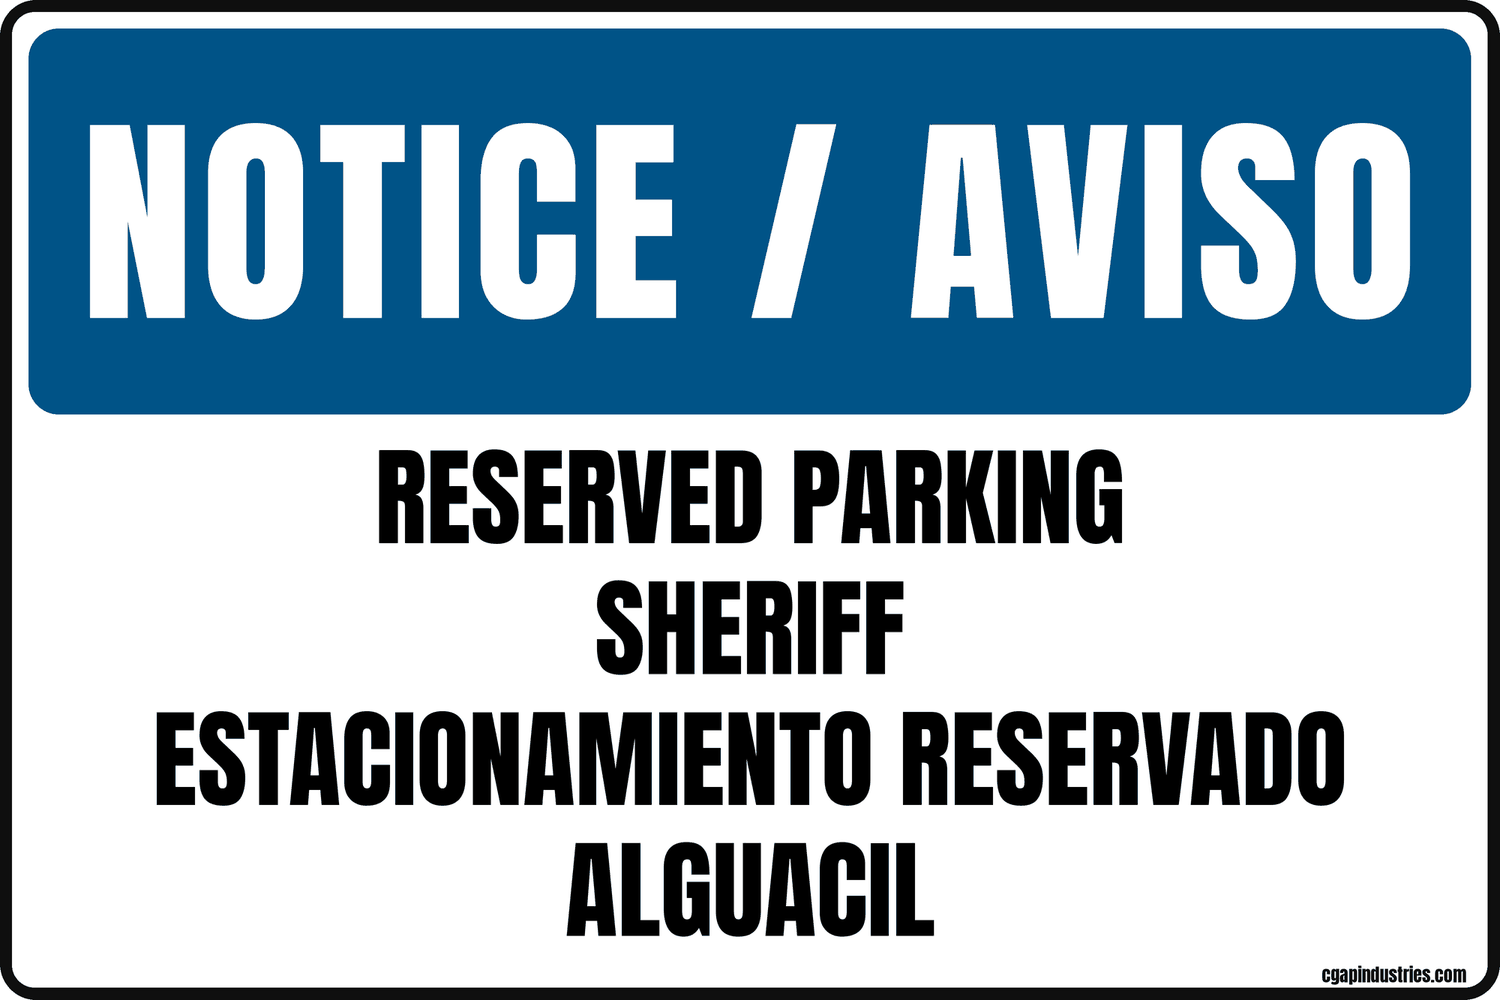 NOTICE / AVISO
RESERVED PARKING
SHERIFF
ESTACIONAMIENTO RESERVADO
ALGUACIL
cgapindustries.com